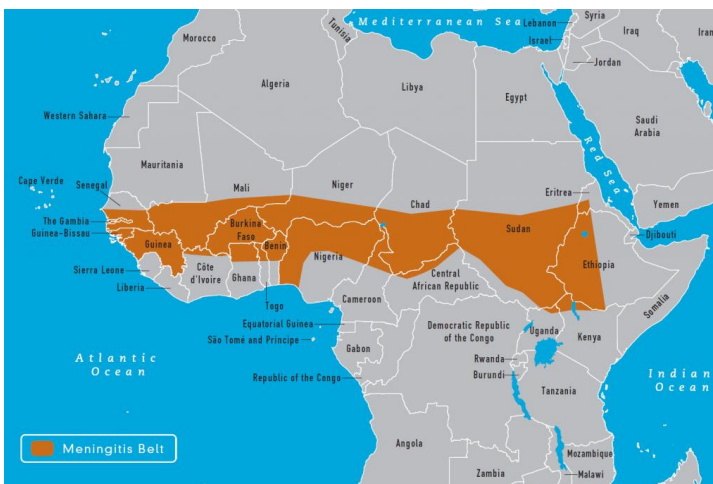 Mediterranean Sea
Lebanon
Syria
Israel
Iraq
Iran
Jordan
Morocco
Tunisia
Algeria
Libya
Egypt
Saudi
Arabia
Red Sea
Western Sahara
Mauritania
Mali
Niger
Chad
Sudan
Eritrea
Yemen
Djibouti
Cape Verde
Senegal
The Gambia
Guinea-Bissau
Guinea
Burkina
Faso
Benin
Nigeria
Ethiopia
Somalia
Sierra Leone
Liberia
Côte
d'Ivoire
Ghana
Togo
Cameroon
Central
African Republic
Equatorial Guinea
São Tomé and Príncipe
Gabon
Republic of the Congo
Democratic Republic
of the Congo
Uganda
Kenya
Rwanda
Burundi
Tanzania
Atlantic
Ocean
Indian
Ocean
Angola
Zambia
Mozambique
Malawi
Meningitis Belt